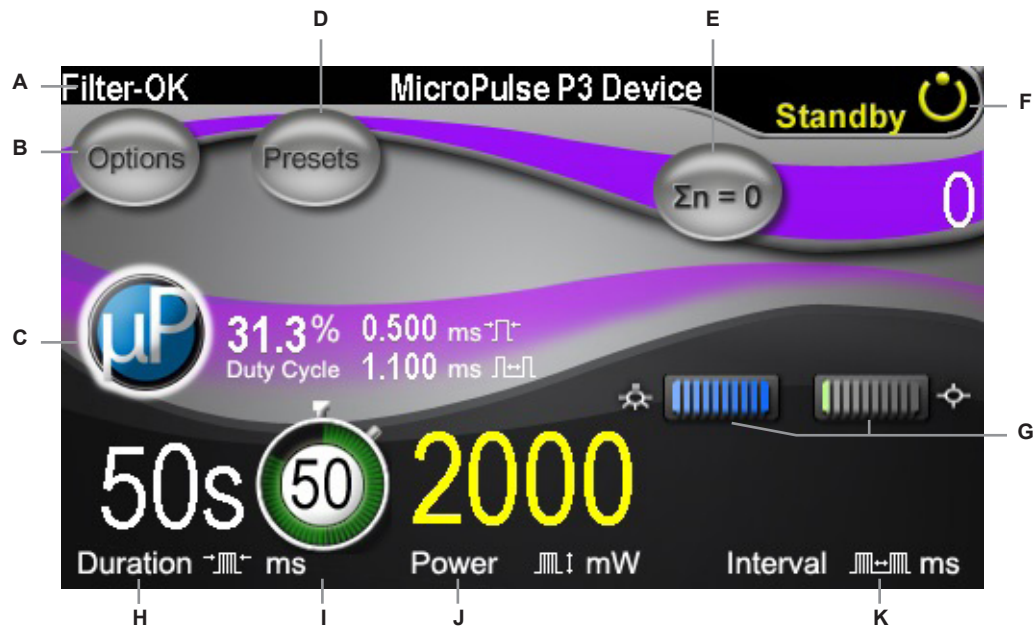 D
E
A
Filter-OK MicroPulse P3 Device
Standby
F
B
Options Presets
Σn = 0
0
C
µP
31.3% 0.500 ms
Duty Cycle 1.100 ms
G
50s 50 2000
Duration ms Power mW Interval ms
H I J K